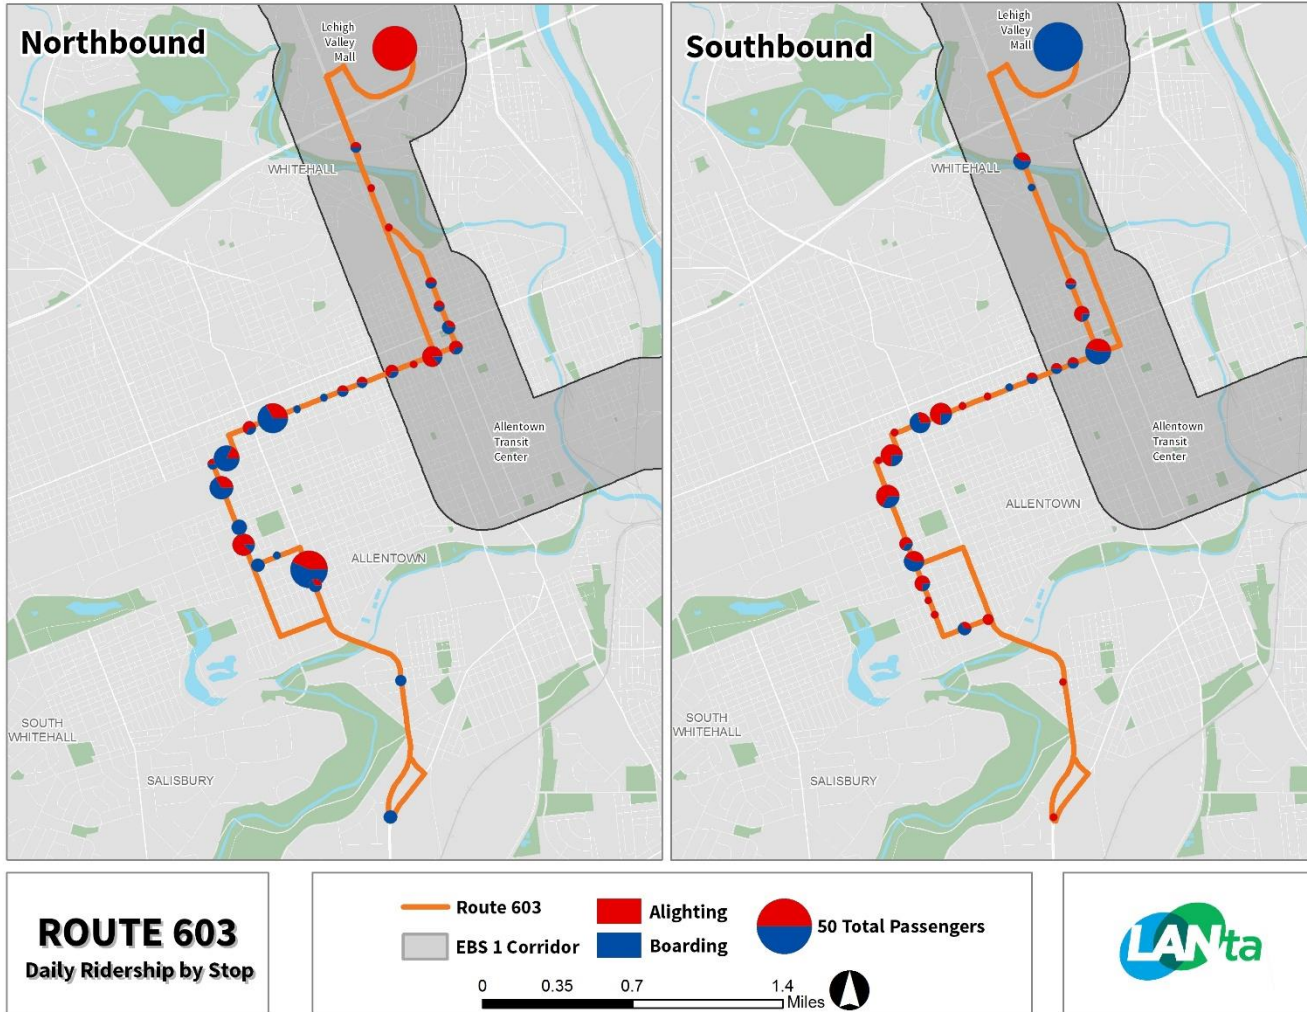 Northbound
Lehigh
Valley
Mall
WHITEHALL
Allentown
Transit
Center
ALLENTOWN
SOUTH
WHITEHALL
SALISBURY
Southbound
Lehigh
Valley
Mall
WHITEHALL
Allentown
Transit
Center
ALLENTOWN
SOUTH
WHITEHALL
SALISBURY
ROUTE 603
Daily Ridership by Stop
Route 603
EBS 1 Corridor
Alighting
Boarding
50 Total Passengers
0 0.35 0.7 1.4
Miles
LANta